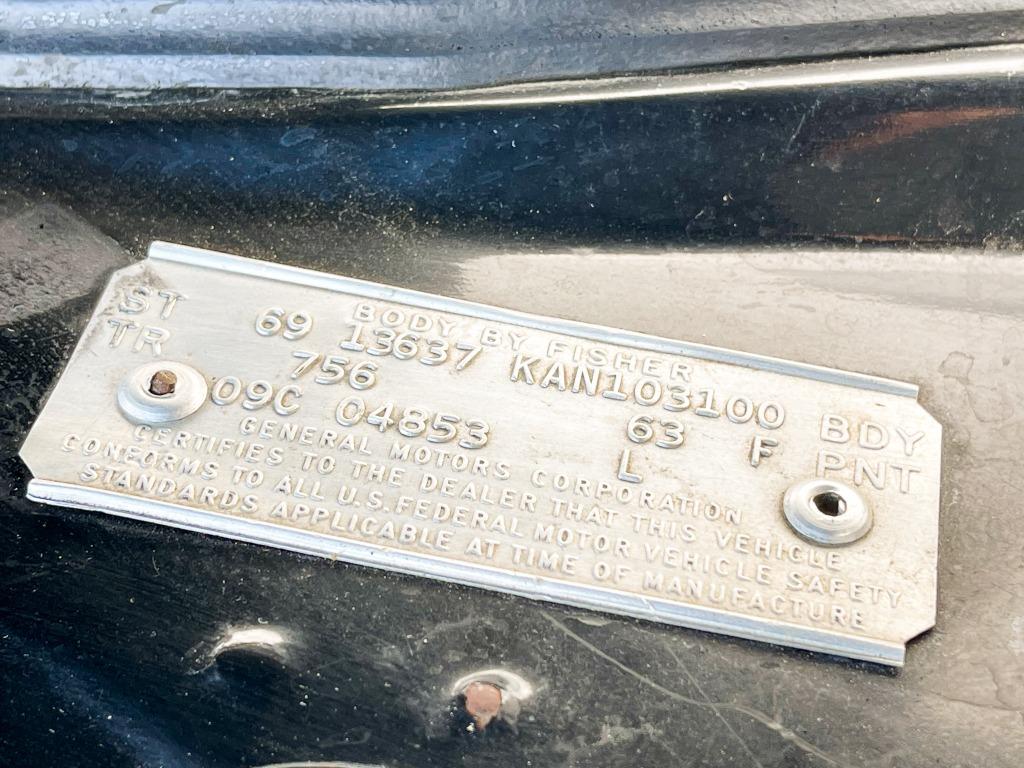 BODY BY FISHER
ST 69 13637 KAN103100 BDY
TR 756 63 F PNT
09C 04853 L
GENERAL MOTORS CORPORATION
CERTIFIES TO THE DEALER THAT THIS VEHICLE
CONFORMS TO ALL U.S. FEDERAL MOTOR VEHICLE SAFETY
STANDARDS APPLICABLE AT TIME OF MANUFACTURE